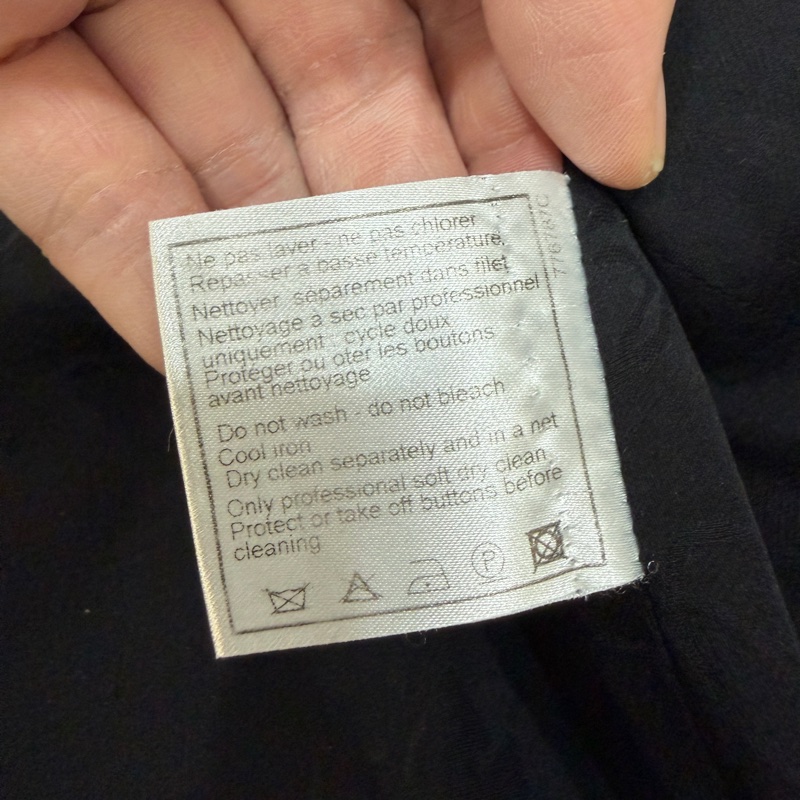 Ne pas laver - ne pas chlorer
Repasser à basse température.
Nettoyer séparement dans filet
Nettoyage à sec par professionnel
uniquement : cycle doux
Protéger ou oter les boutons
avant nettoyage
Do not wash - do not bleach
Cool iron
Dry clean separately and in a net
Only professional soft dry clean.
Protect or take off buttons before
cleaning
P